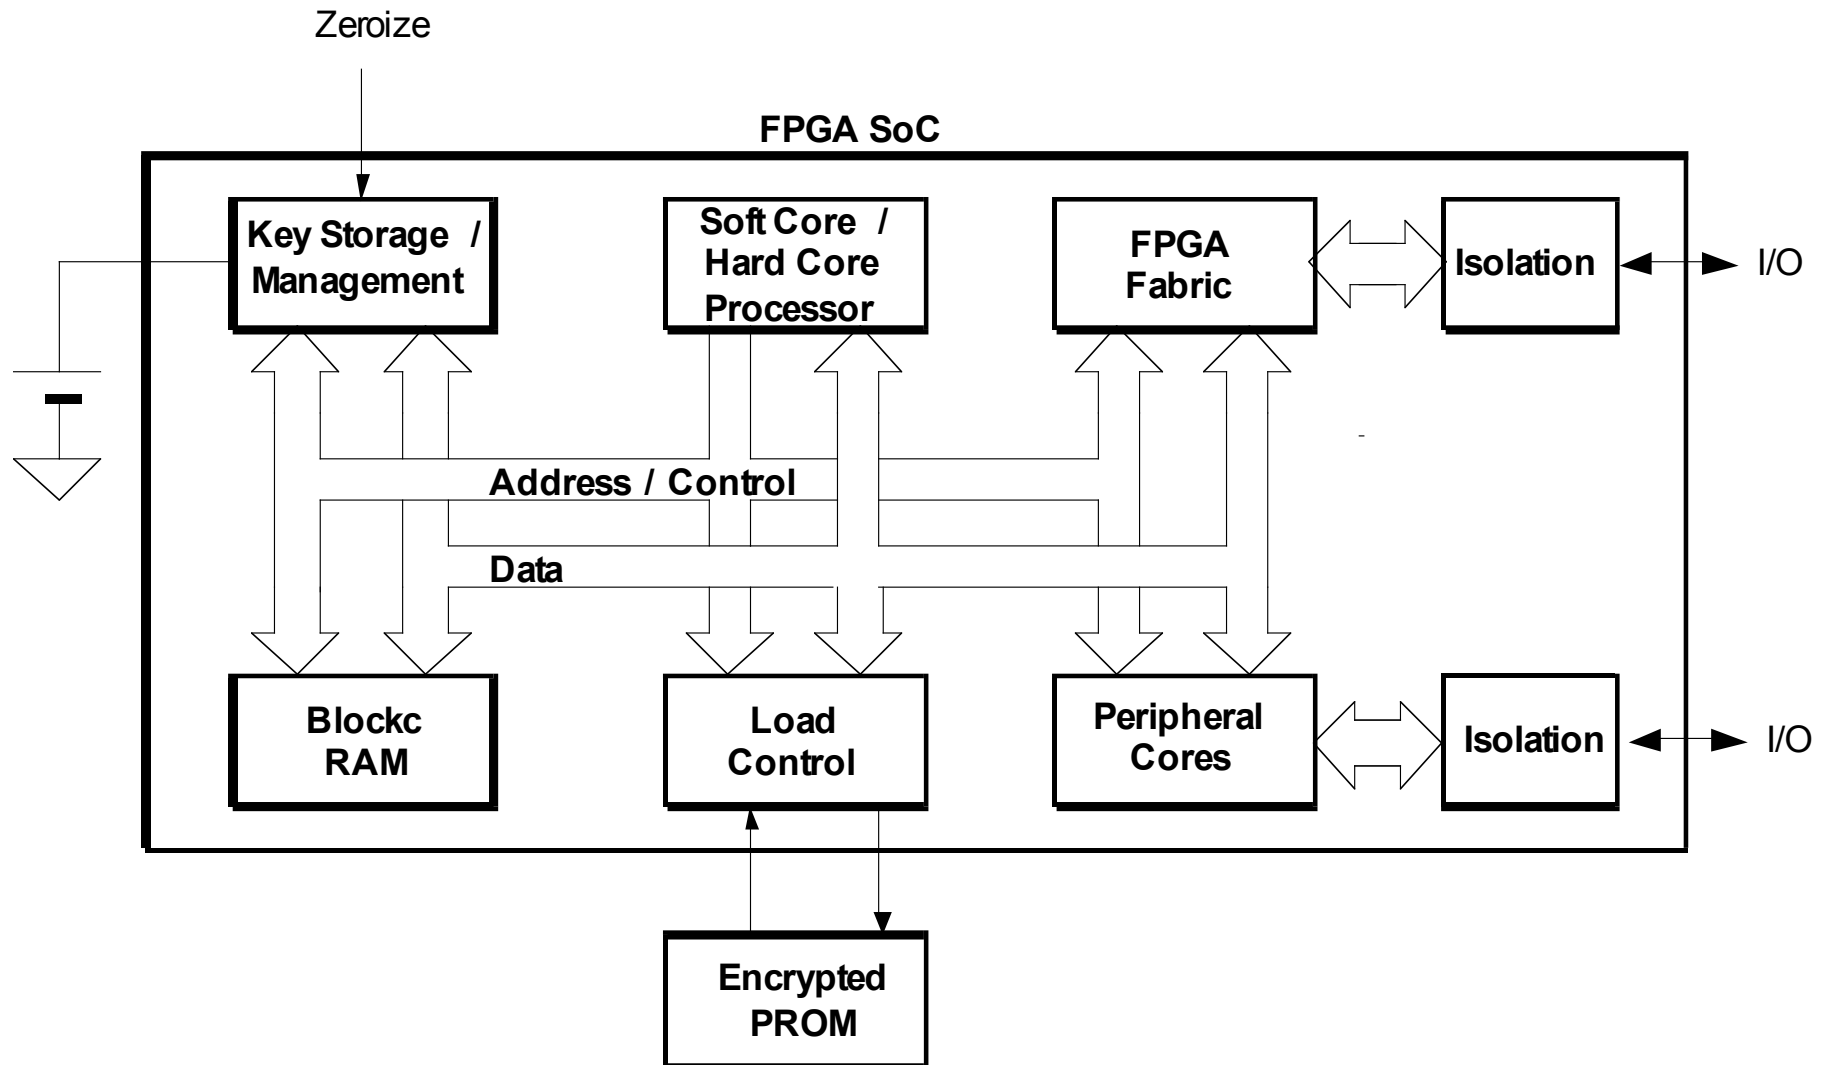 Zeroize
FPGA SoC
Key Storage /
Management
Soft Core /
Hard Core
Processor
FPGA
Fabric
Isolation
I/O
Address / Control
Data
Blockc
RAM
Load
Control
Peripheral
Cores
Isolation
I/O
Encrypted
PROM